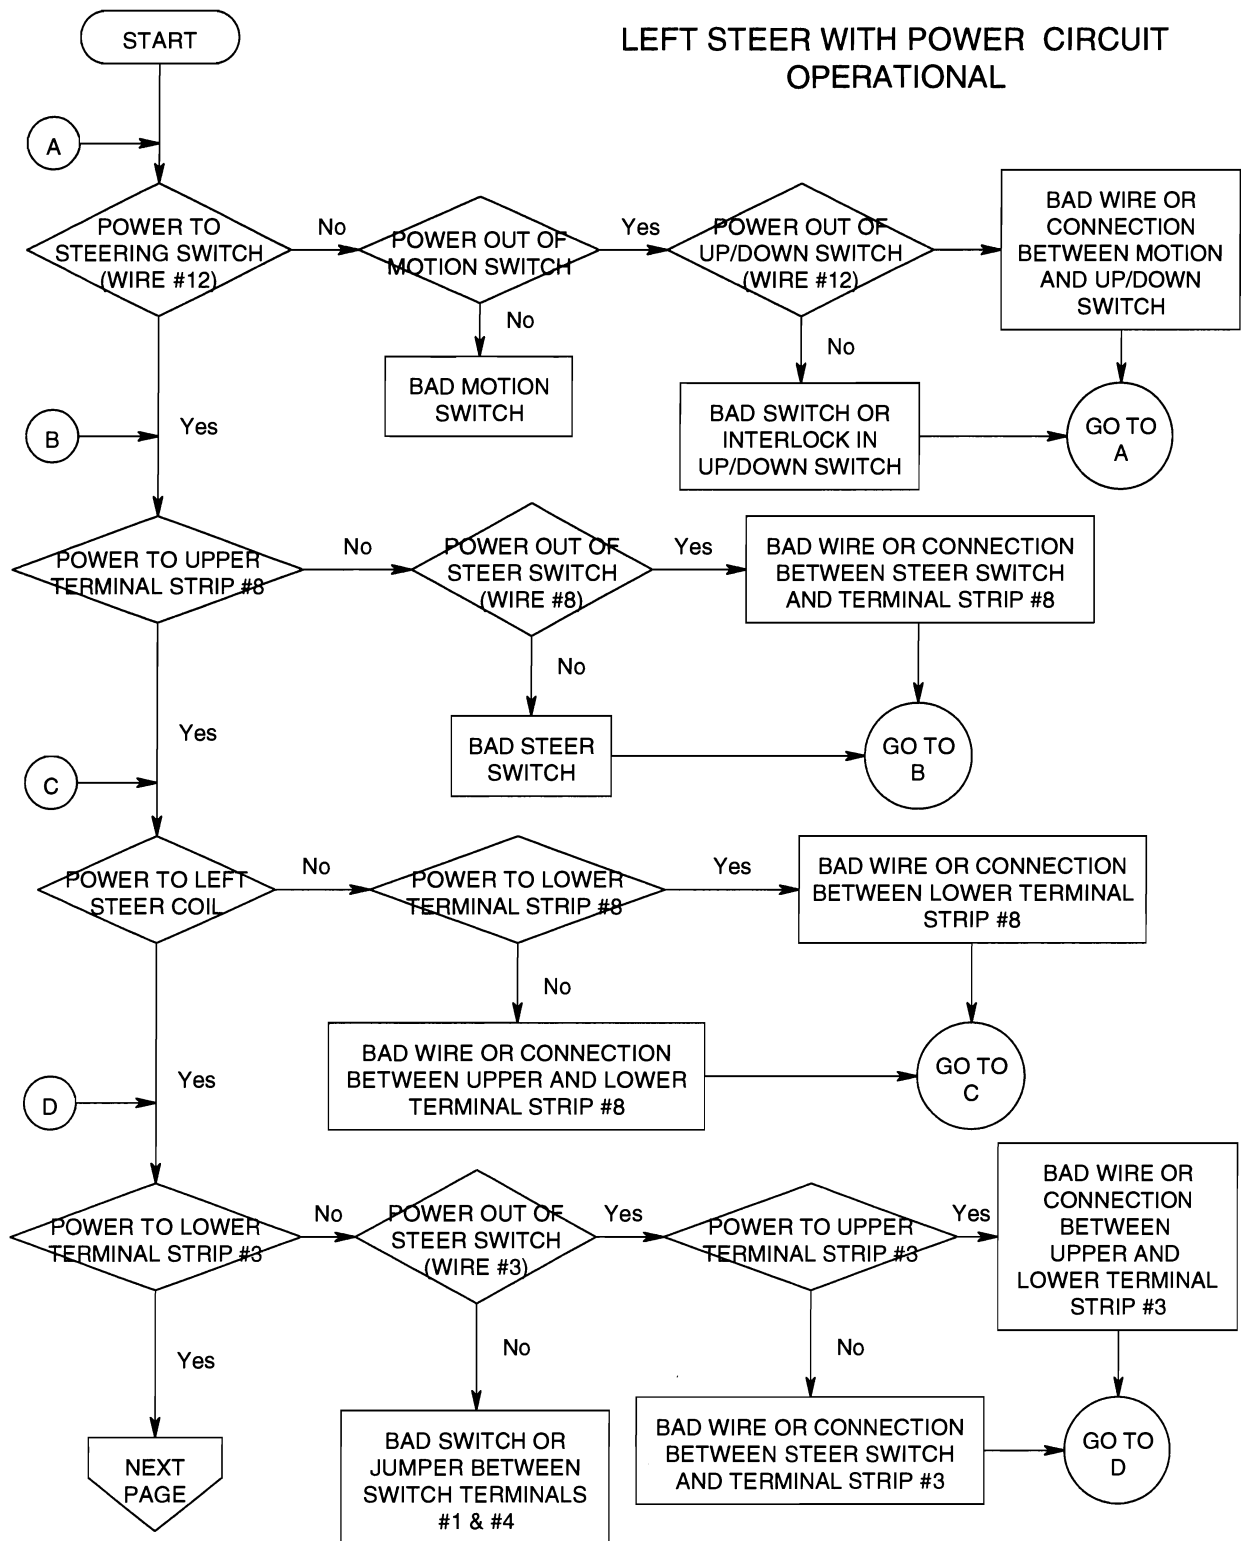 START
LEFT STEER WITH POWER CIRCUIT
OPERATIONAL
A
POWER TO
STEERING SWITCH
(WIRE #12)
No
POWER OUT OF
MOTION SWITCH
Yes
POWER OUT OF
UP/DOWN SWITCH
(WIRE #12)
BAD WIRE OR
CONNECTION
BETWEEN MOTION
AND UP/DOWN
SWITCH
No
BAD MOTION
SWITCH
No
BAD SWITCH OR
INTERLOCK IN
UP/DOWN SWITCH
GO TO
A
B
Yes
POWER TO UPPER
TERMINAL STRIP #8
No
POWER OUT OF
STEER SWITCH
(WIRE #8)
Yes
BAD WIRE OR CONNECTION
BETWEEN STEER SWITCH
AND TERMINAL STRIP #8
No
BAD STEER
SWITCH
GO TO
B
Yes
C
POWER TO LEFT
STEER COIL
No
POWER TO LOWER
TERMINAL STRIP #8
Yes
BAD WIRE OR CONNECTION
BETWEEN LOWER TERMINAL
STRIP #8
No
BAD WIRE OR CONNECTION
BETWEEN UPPER AND LOWER
TERMINAL STRIP #8
GO TO
C
Yes
D
POWER TO LOWER
TERMINAL STRIP #3
No
POWER OUT OF
STEER SWITCH
(WIRE #3)
Yes
POWER TO UPPER
TERMINAL STRIP #3
Yes
BAD WIRE OR
CONNECTION
BETWEEN
UPPER AND
LOWER TERMINAL
STRIP #3
No
BAD SWITCH OR
JUMPER BETWEEN
SWITCH TERMINALS
#1 & #4
No
BAD WIRE OR CONNECTION
BETWEEN STEER SWITCH
AND TERMINAL STRIP #3
GO TO
D
Yes
NEXT
PAGE